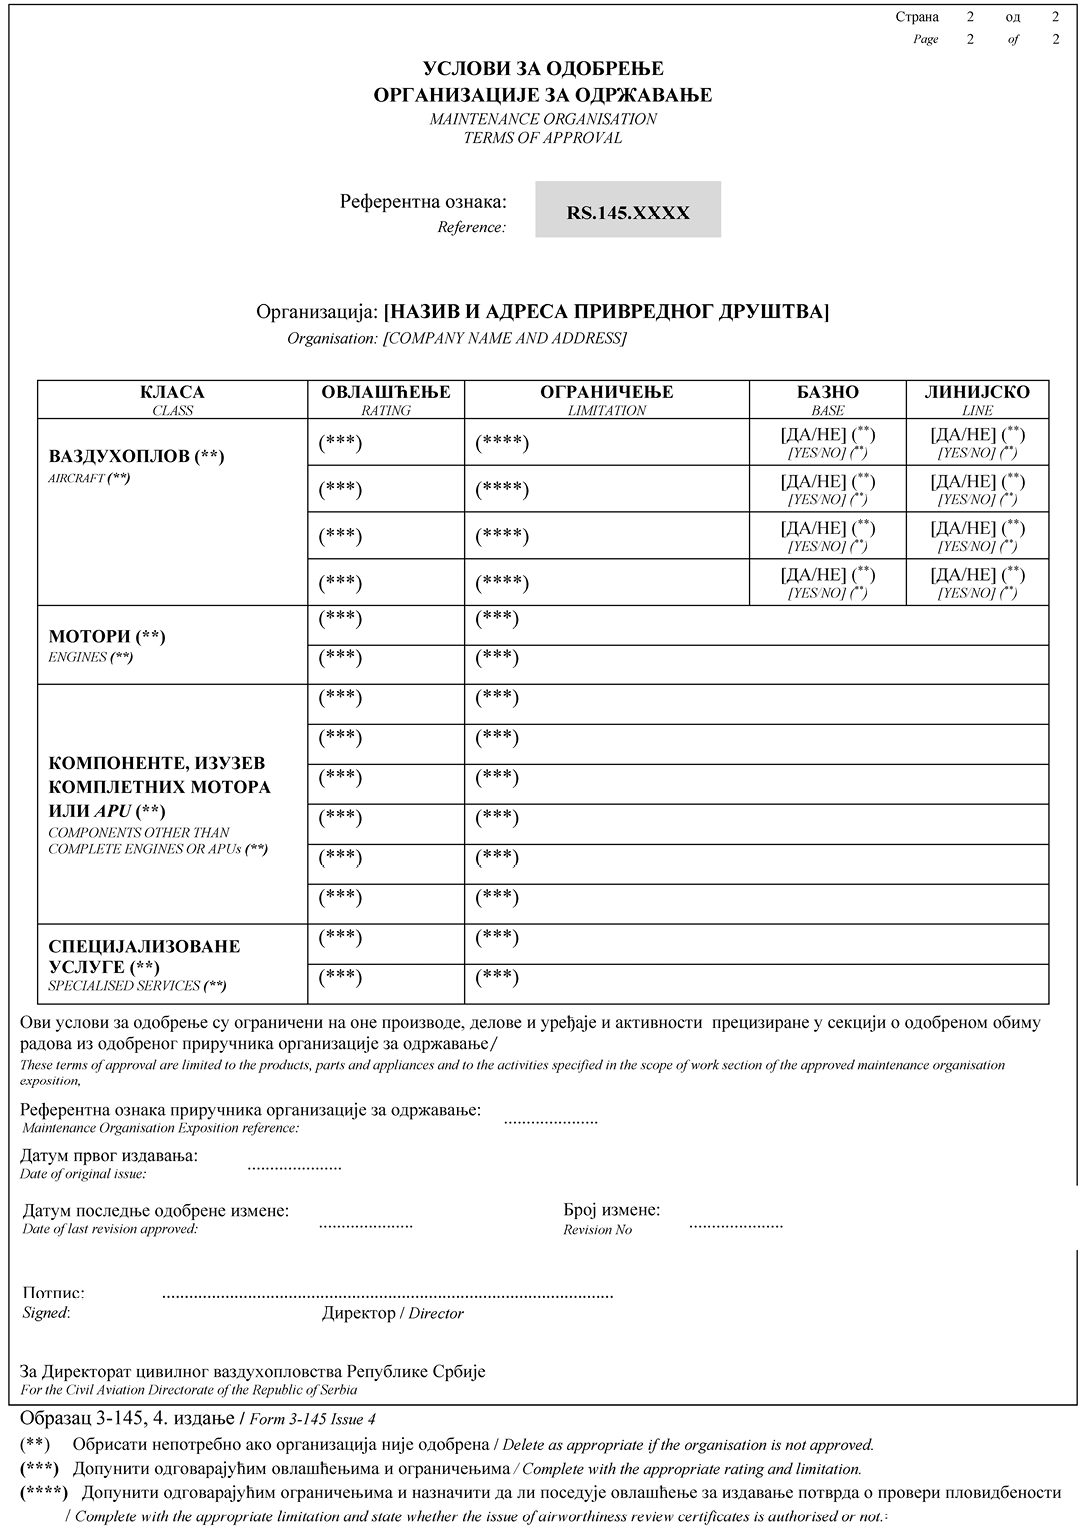 Страна 2 од 2
Page 2 of 2
УСЛОВИ ЗА ОДОБРЕЊЕ
ОРГАНИЗАЦИЈЕ ЗА ОДРЖАВАЊЕ
MAINTENANCE ORGANISATION
TERMS OF APPROVAL
Референтна ознака:
Reference:
RS.145.XXXX
Организација: [НАЗИВ И АДРЕСА ПРИВРЕДНОГ ДРУШТВА]
Organisation: [COMPANY NAME AND ADDRESS]
КЛАСА ОВЛАШЋЕЊЕ ОГРАНИЧЕЊЕ БАЗНО ЛИНИЈСКО
CLASS RATING LIMITATION BASE LINE
ВАЗДУХОПЛОВ (**)
AIRCRAFT (**)
(***) (****) [ДА/НЕ] (**) [ДА/НЕ] (**)
[YES/NO] (**) [YES/NO] (**)
(***) (****) [ДА/НЕ] (**) [ДА/НЕ] (**)
[YES/NO] (**) [YES/NO] (**)
(***) (****) [ДА/НЕ] (**) [ДА/НЕ] (**)
[YES/NO] (**) [YES/NO] (**)
(***) (****) [ДА/НЕ] (**) [ДА/НЕ] (**)
[YES/NO] (**) [YES/NO] (**)
МОТОРИ (**)
ENGINES (**)
(***) (***)
(***) (***)
КОМПОНЕНТЕ, ИЗУЗЕВ
КОМПЛЕТНИХ МОТОРА
ИЛИ APU (**)
COMPONENTS OTHER THAN
COMPLETE ENGINES OR APUs (**)
(***) (***)
(***) (***)
(***) (***)
(***) (***)
(***) (***)
(***) (***)
СПЕЦИЈАЛИЗОВАНЕ
УСЛУГЕ (**)
SPECIALISED SERVICES (**)
(***) (***)
(***) (***)
Ови услови за одобрење су ограничени на оне производе, делове и уређаје и активности прецизиране у секцији о одобреном обиму
радова из одобреног приручника организације за одржавање/
These terms of approval are limited to the products, parts and appliances and to the activities specified in the scope of work section of the approved maintenance organisation
exposition,
Референтна ознака приручника организације за одржавање: .....................
Maintenance Organisation Exposition reference:
Датум првог издавања: .....................
Date of original issue:
Датум последње одобрене измене: ..................... Број измене: .....................
Date of last revision approved: Revision No
Потпис: .....................................................................................................
Signed: Директор / Director
За Директорат цивилног ваздухопловства Републике Србије
For the Civil Aviation Directorate of the Republic of Serbia
Образац 3-145, 4. издање / Form 3-145 Issue 4
(**) Обрисати непотребно ако организација није одобрена / Delete as appropriate if the organisation is not approved.
(***) Допунити одговарајућим овлашћењима и ограничењима / Complete with the appropriate rating and limitation.
(****) Допунити одговарајућим ограничењима и назначити да ли поседује овлашћење за издавање потврда о провери пловидбености
/ Complete with the appropriate limitation and state whether the issue of airworthiness review certificates is authorised or not.